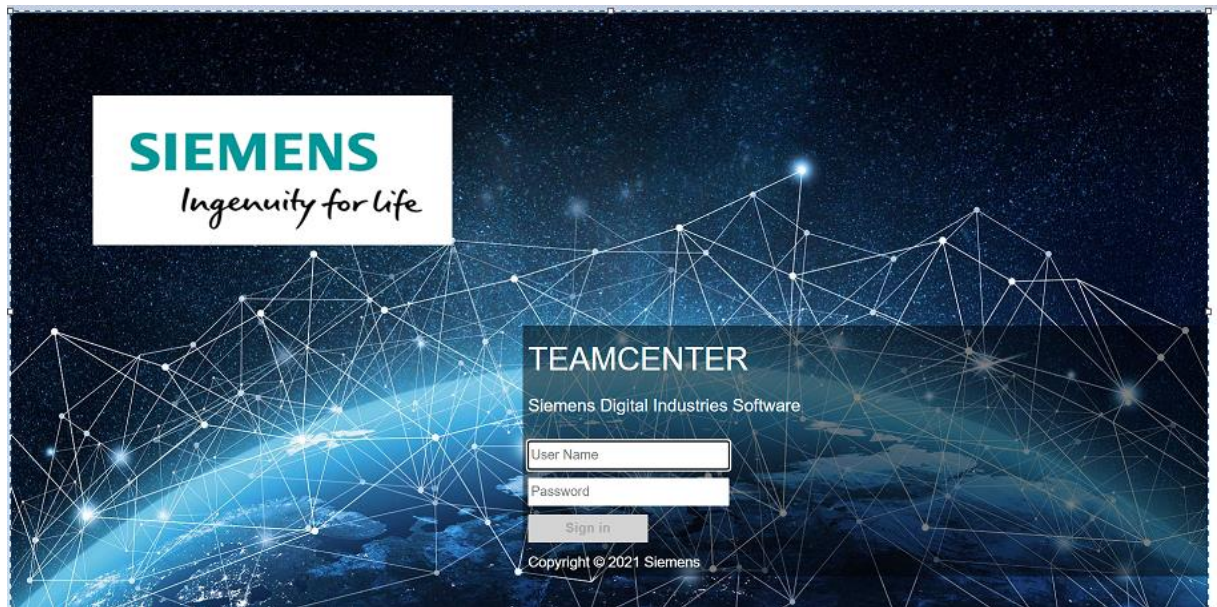 SIEMENS
Ingenuity for life
TEAMCENTER
Siemens Digital Industries Software
User Name
Password
Sign in
Copyright © 2021 Siemens